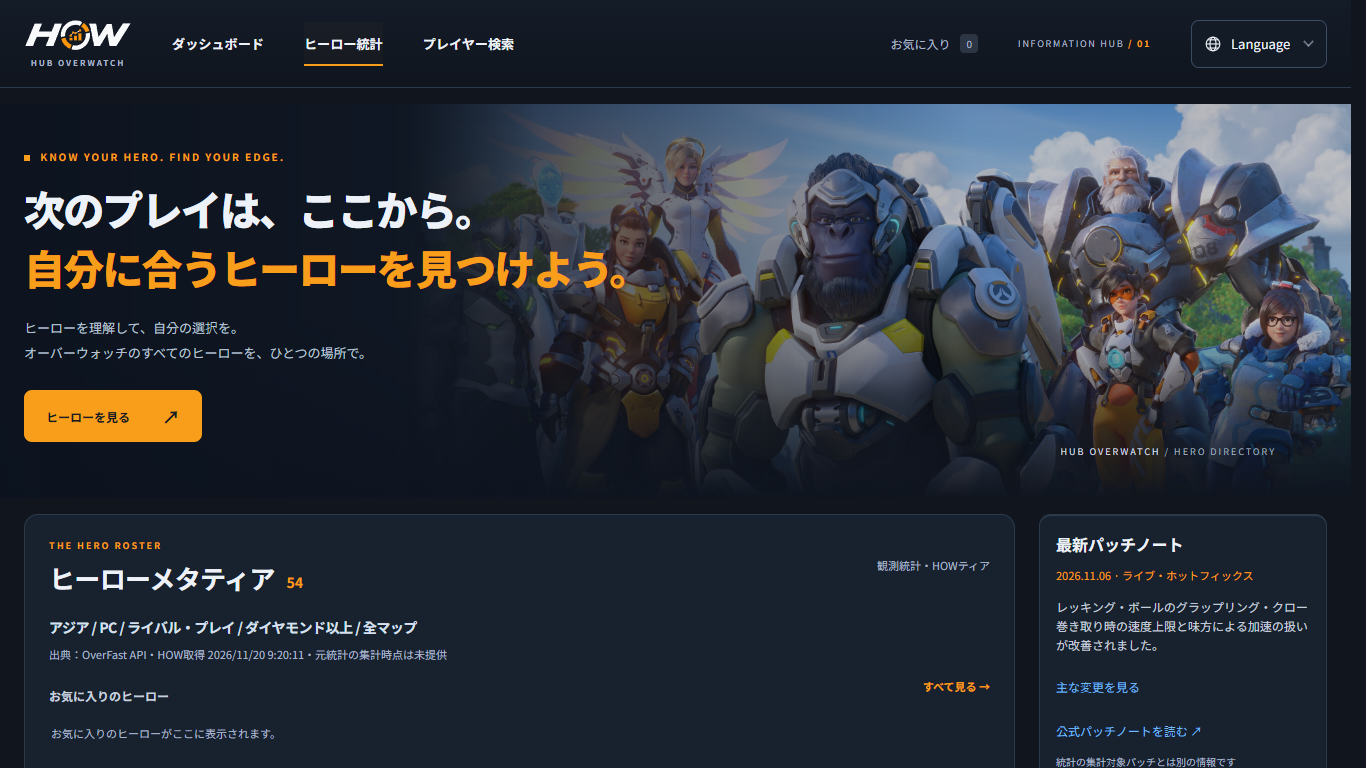 HOW
HUB OVERWATCH
ダッシュボード
ヒーロー統計
プレイヤー検索
お気に入り 0
INFORMATION HUB / 01
Language
KNOW YOUR HERO. FIND YOUR EDGE.
次のプレイは、ここから。
自分に合うヒーローを見つけよう。
ヒーローを理解して、自分の選択を。
オーバーウォッチのすべてのヒーローを、ひとつの場所で。
ヒーローを見る ↗
08
HUB OVERWATCH / HERO DIRECTORY
THE HERO ROSTER
ヒーローメタティア 54
観測統計・HOWティア
アジア / PC / ライバル・プレイ / ダイヤモンド以上 / 全マップ
出典：OverFast API・HOW取得 2026/11/20 9:20:11・元統計の集計時点は未提供
お気に入りのヒーロー
すべて見る →
お気に入りのヒーローがここに表示されます。
最新パッチノート
2026.11.06 · ライブ・ホットフィックス
レッキング・ボールのグラップリング・クロー
巻き取り時の速度上限と味方による加速の扱い
が改善されました。
主な変更を見る
公式パッチノートを読む ↗
統計の集計対象パッチとは別の情報です